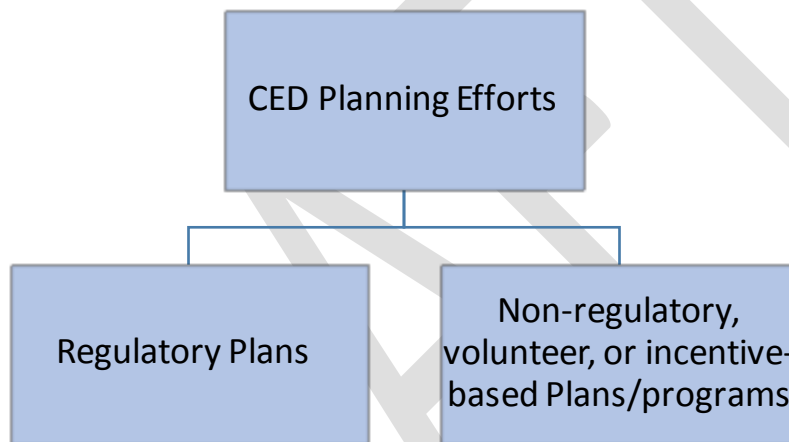 CED Planning Efforts
Regulatory Plans
Non-regulatory,
volunteer, or incentive-
based Plans/programs